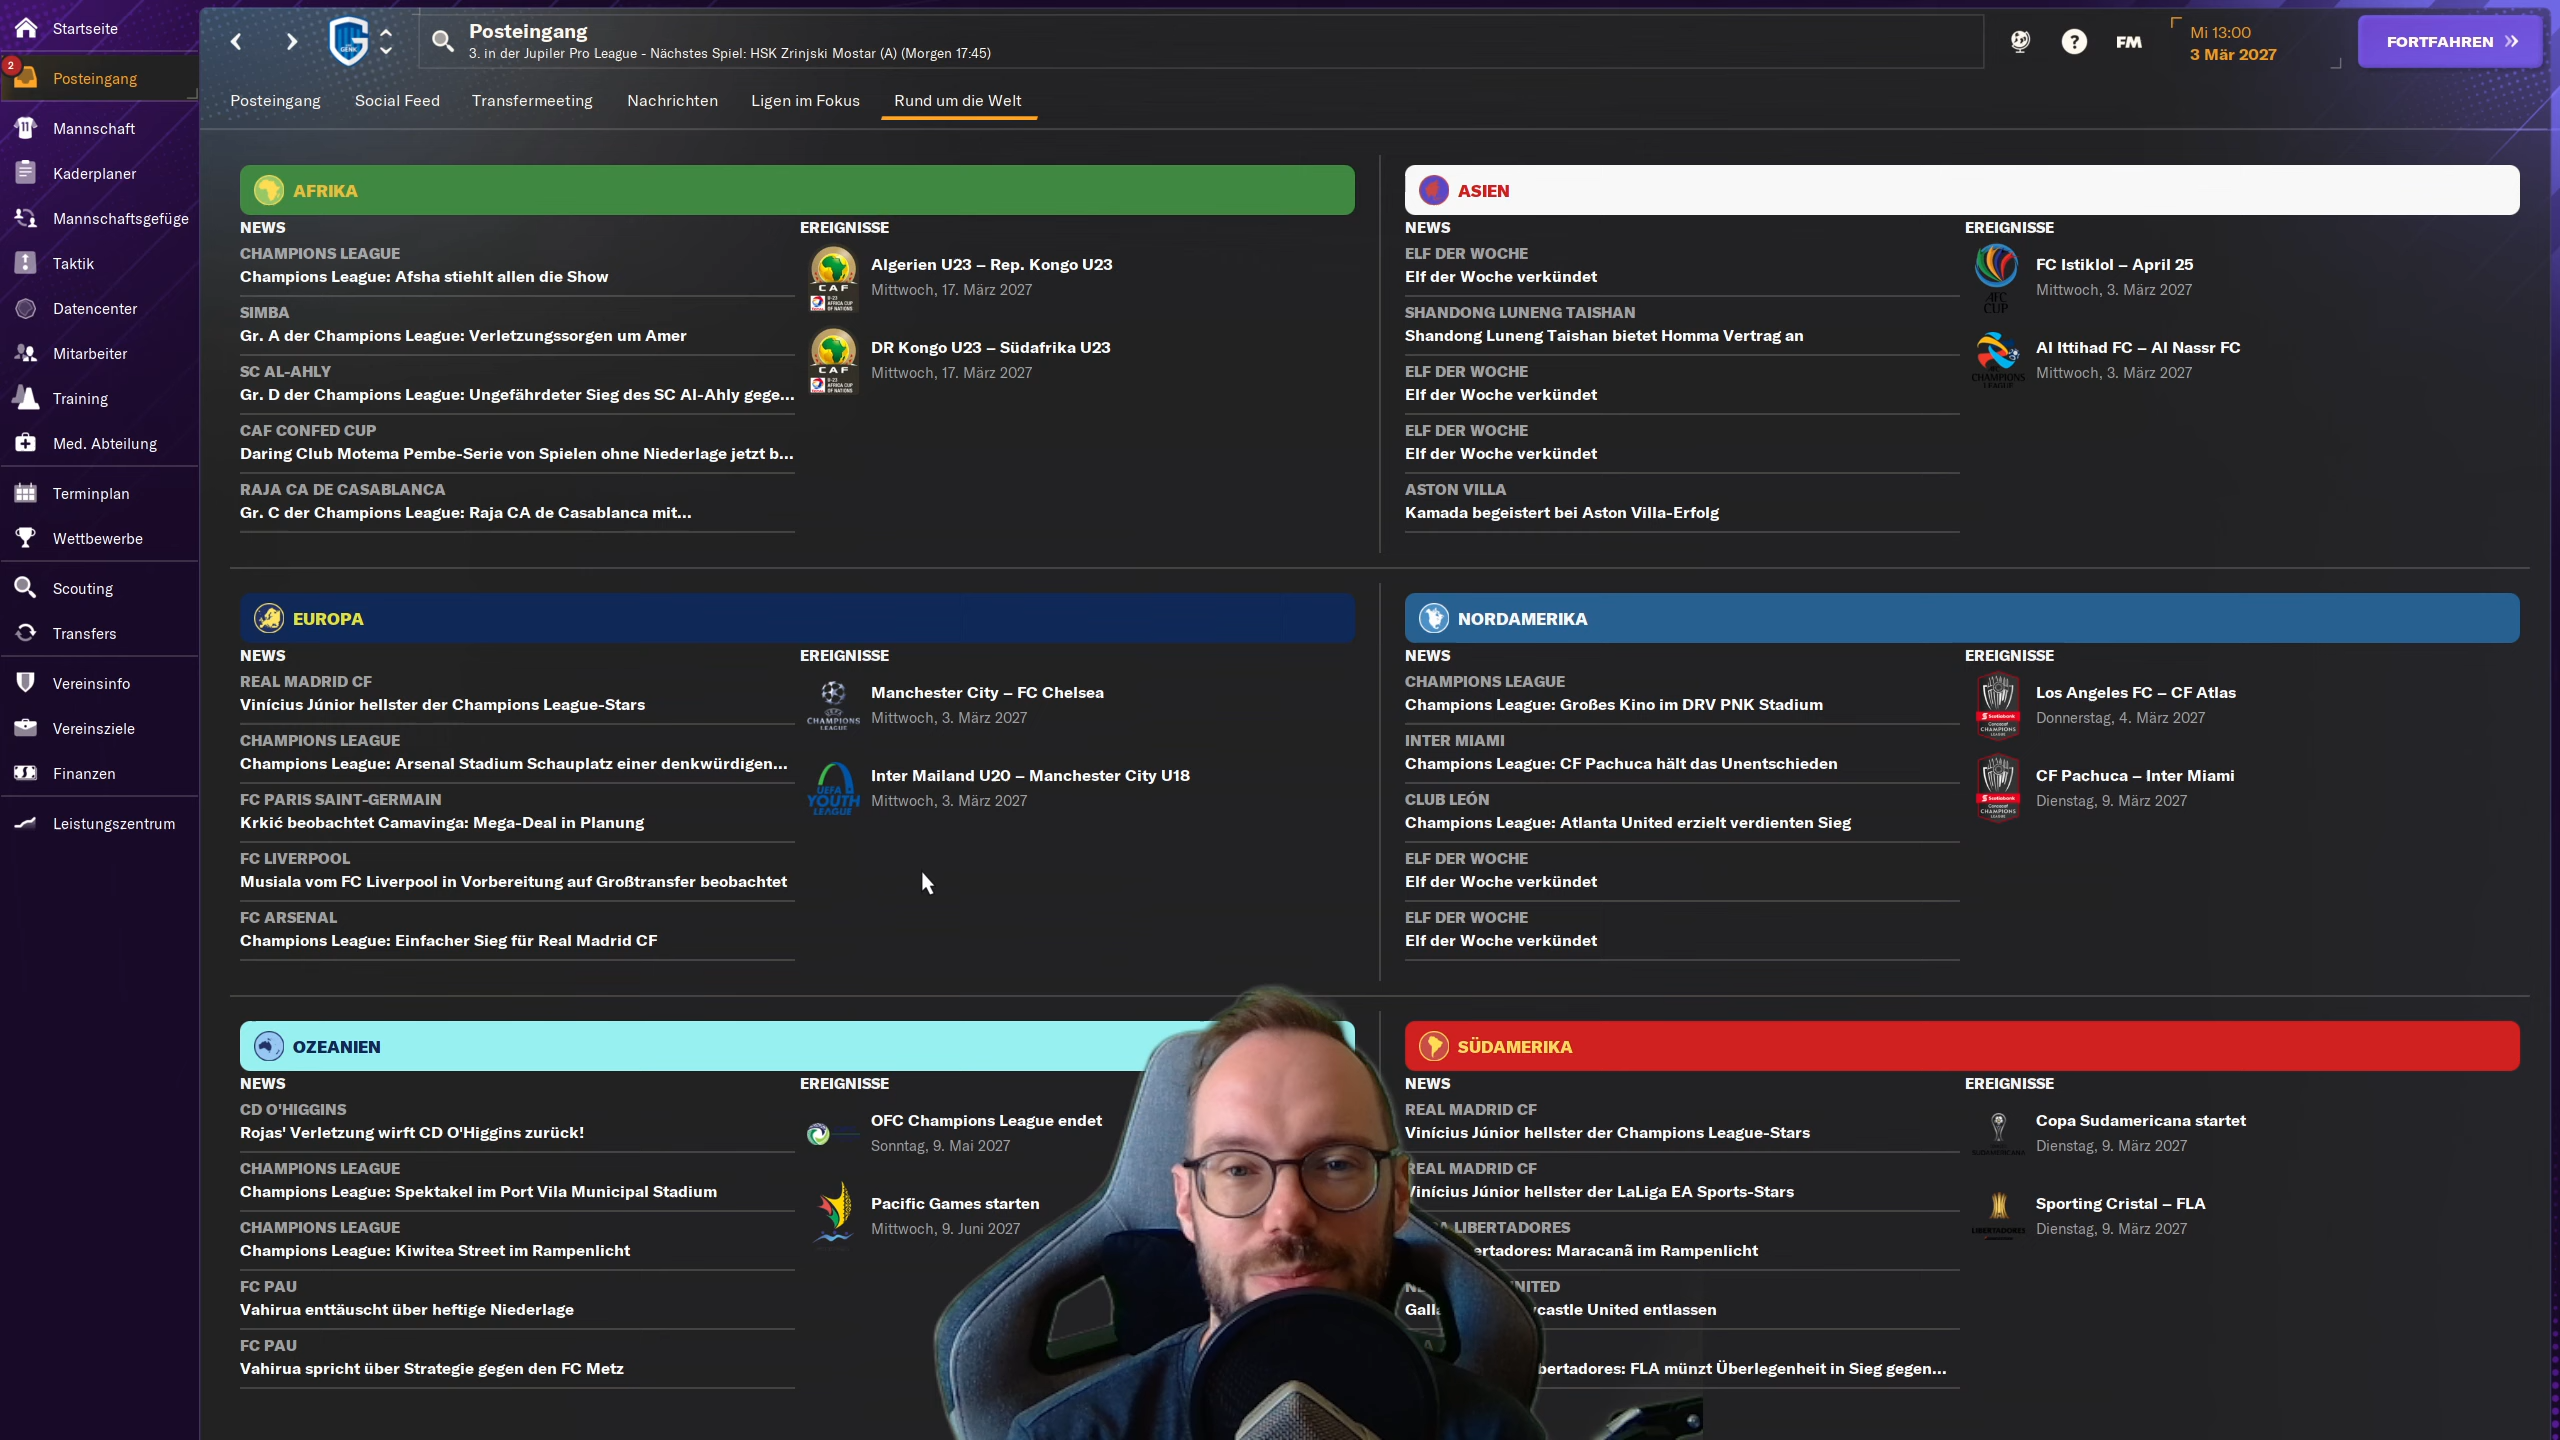 Startseite
2
Posteingang
Mannschaft
Kaderplaner
Mannschaftsgefüge
Taktik
Datencenter
Mitarbeiter
Training
Med. Abteilung
Terminplan
Wettbewerbe
Scouting
Transfers
Vereinsinfo
Vereinsziele
Finanzen
Leistungszentrum
GENK
Posteingang
3. in der Jupiler Pro League - Nächstes Spiel: HSK Zrinjski Mostar (A) (Morgen 17:45)
?
FM
Mi 13:00
3 Mär 2027
FORTFAHREN
Posteingang Social Feed Transfermeeting Nachrichten Ligen im Fokus Rund um die Welt
AFRIKA
NEWS
CHAMPIONS LEAGUE
Champions League: Afsha stiehlt allen die Show
SIMBA
Gr. A der Champions League: Verletzungssorgen um Amer
SC AL-AHLY
Gr. D der Champions League: Ungefährdeter Sieg des SC Al-Ahly gege...
CAF CONFED CUP
Daring Club Motema Pembe-Serie von Spielen ohne Niederlage jetzt b...
RAJA CA DE CASABLANCA
Gr. C der Champions League: Raja CA de Casablanca mit...
EREIGNISSE
CAF
Algerien U23 – Rep. Kongo U23
Mittwoch, 17. März 2027
CAF
DR Kongo U23 – Südafrika U23
Mittwoch, 17. März 2027
ASIEN
NEWS
ELF DER WOCHE
Elf der Woche verkündet
SHANDONG LUNENG TAISHAN
Shandong Luneng Taishan bietet Homma Vertrag an
ELF DER WOCHE
Elf der Woche verkündet
ELF DER WOCHE
Elf der Woche verkündet
ASTON VILLA
Kamada begeistert bei Aston Villa-Erfolg
EREIGNISSE
AFC CUP
FC Istiklol – April 25
Mittwoch, 3. März 2027
CHAMPIONS LEAGUE
Al Ittihad FC – Al Nassr FC
Mittwoch, 3. März 2027
EUROPA
NEWS
REAL MADRID CF
Vinícius Júnior hellster der Champions League-Stars
CHAMPIONS LEAGUE
Champions League: Arsenal Stadium Schauplatz einer denkwürdigen...
FC PARIS SAINT-GERMAIN
Krkić beobachtet Camavinga: Mega-Deal in Planung
FC LIVERPOOL
Musiala vom FC Liverpool in Vorbereitung auf Großtransfer beobachtet
FC ARSENAL
Champions League: Einfacher Sieg für Real Madrid CF
EREIGNISSE
CHAMPIONS LEAGUE
Manchester City – FC Chelsea
Mittwoch, 3. März 2027
UEFA YOUTH LEAGUE
Inter Mailand U20 – Manchester City U18
Mittwoch, 3. März 2027
NORDAMERIKA
NEWS
CHAMPIONS LEAGUE
Champions League: Großes Kino im DRV PNK Stadium
INTER MIAMI
Champions League: CF Pachuca hält das Unentschieden
CLUB LEÓN
Champions League: Atlanta United erzielt verdienten Sieg
ELF DER WOCHE
Elf der Woche verkündet
ELF DER WOCHE
Elf der Woche verkündet
EREIGNISSE
Los Angeles FC – CF Atlas
Donnerstag, 4. März 2027
CF Pachuca – Inter Miami
Dienstag, 9. März 2027
OZEANIEN
NEWS
CD O'HIGGINS
Rojas' Verletzung wirft CD O'Higgins zurück!
CHAMPIONS LEAGUE
Champions League: Spektakel im Port Vila Municipal Stadium
CHAMPIONS LEAGUE
Champions League: Kiwitea Street im Rampenlicht
FC PAU
Vahirua enttäuscht über heftige Niederlage
FC PAU
Vahirua spricht über Strategie gegen den FC Metz
EREIGNISSE
OFC Champions League endet
Sonntag, 9. Mai 2027
Pacific Games starten
Mittwoch, 9. Juni 2027
SÜDAMERIKA
NEWS
REAL MADRID CF
Vinícius Júnior hellster der Champions League-Stars
REAL MADRID CF
Vinícius Júnior hellster der LaLiga EA Sports-Stars
LIBERTADORES
Maracanã im Rampenlicht
United entlassen
FLA münzt Überlegenheit in Sieg gegen...
EREIGNISSE
Copa Sudamericana startet
Dienstag, 9. März 2027
Sporting Cristal – FLA
Dienstag, 9. März 2027